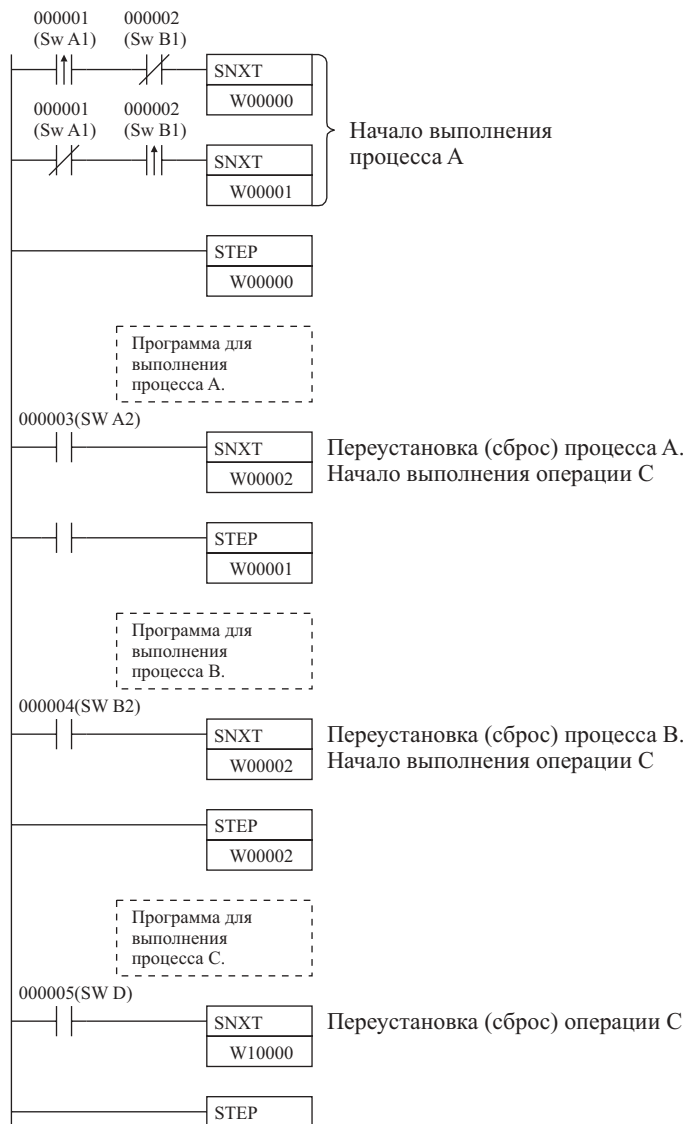 000001 000002
(Sw A1) (Sw B1)
SNXT
W00000
000001 000002
(Sw A1) (Sw B1)
SNXT
W00001
Начало выполнения
процесса А
STEP
W00000
Программа для
выполнения
процесса А.
000003(SW A2)
SNXT
W00002
Переустановка (сброс) процесса А.
Начало выполнения операции С
STEP
W00001
Программа для
выполнения
процесса В.
000004(SW B2)
SNXT
W00002
Переустановка (сброс) процесса В.
Начало выполнения операции С
STEP
W00002
Программа для
выполнения
процесса С.
000005(SW D)
SNXT
W10000
Переустановка (сброс) операции С
STEP